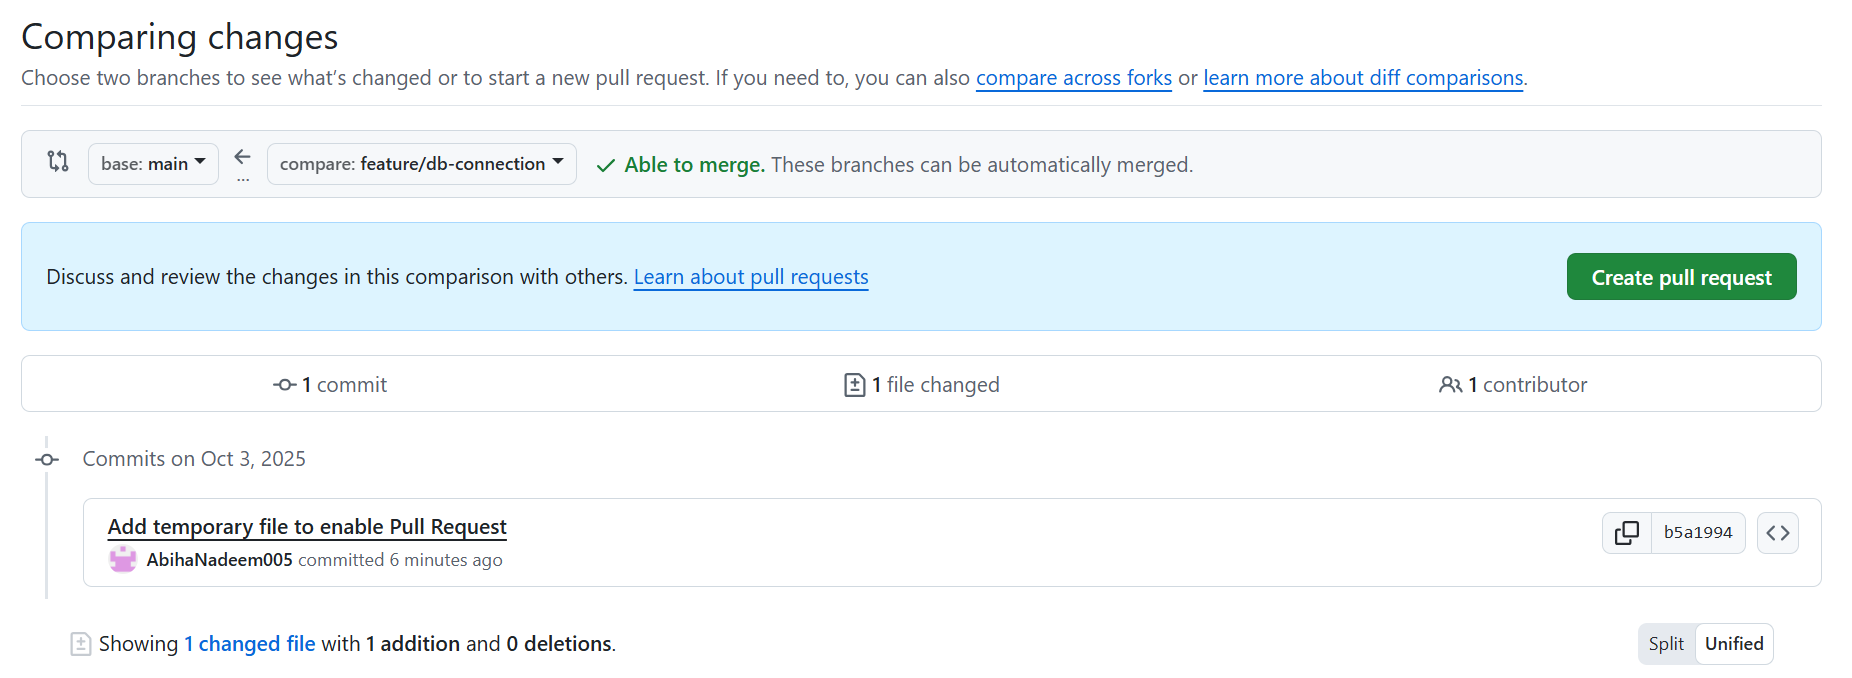 Comparing changes
Choose two branches to see what’s changed or to start a new pull request. If you need to, you can also compare across forks or learn more about diff comparisons.
base: main ... compare: feature/db-connection Able to merge. These branches can be automatically merged.
Discuss and review the changes in this comparison with others. Learn about pull requests Create pull request
1 commit 1 file changed 1 contributor
Commits on Oct 3, 2025
Add temporary file to enable Pull Request b5a1994
AbihaNadeem005 committed 6 minutes ago
Showing 1 changed file with 1 addition and 0 deletions. Split Unified